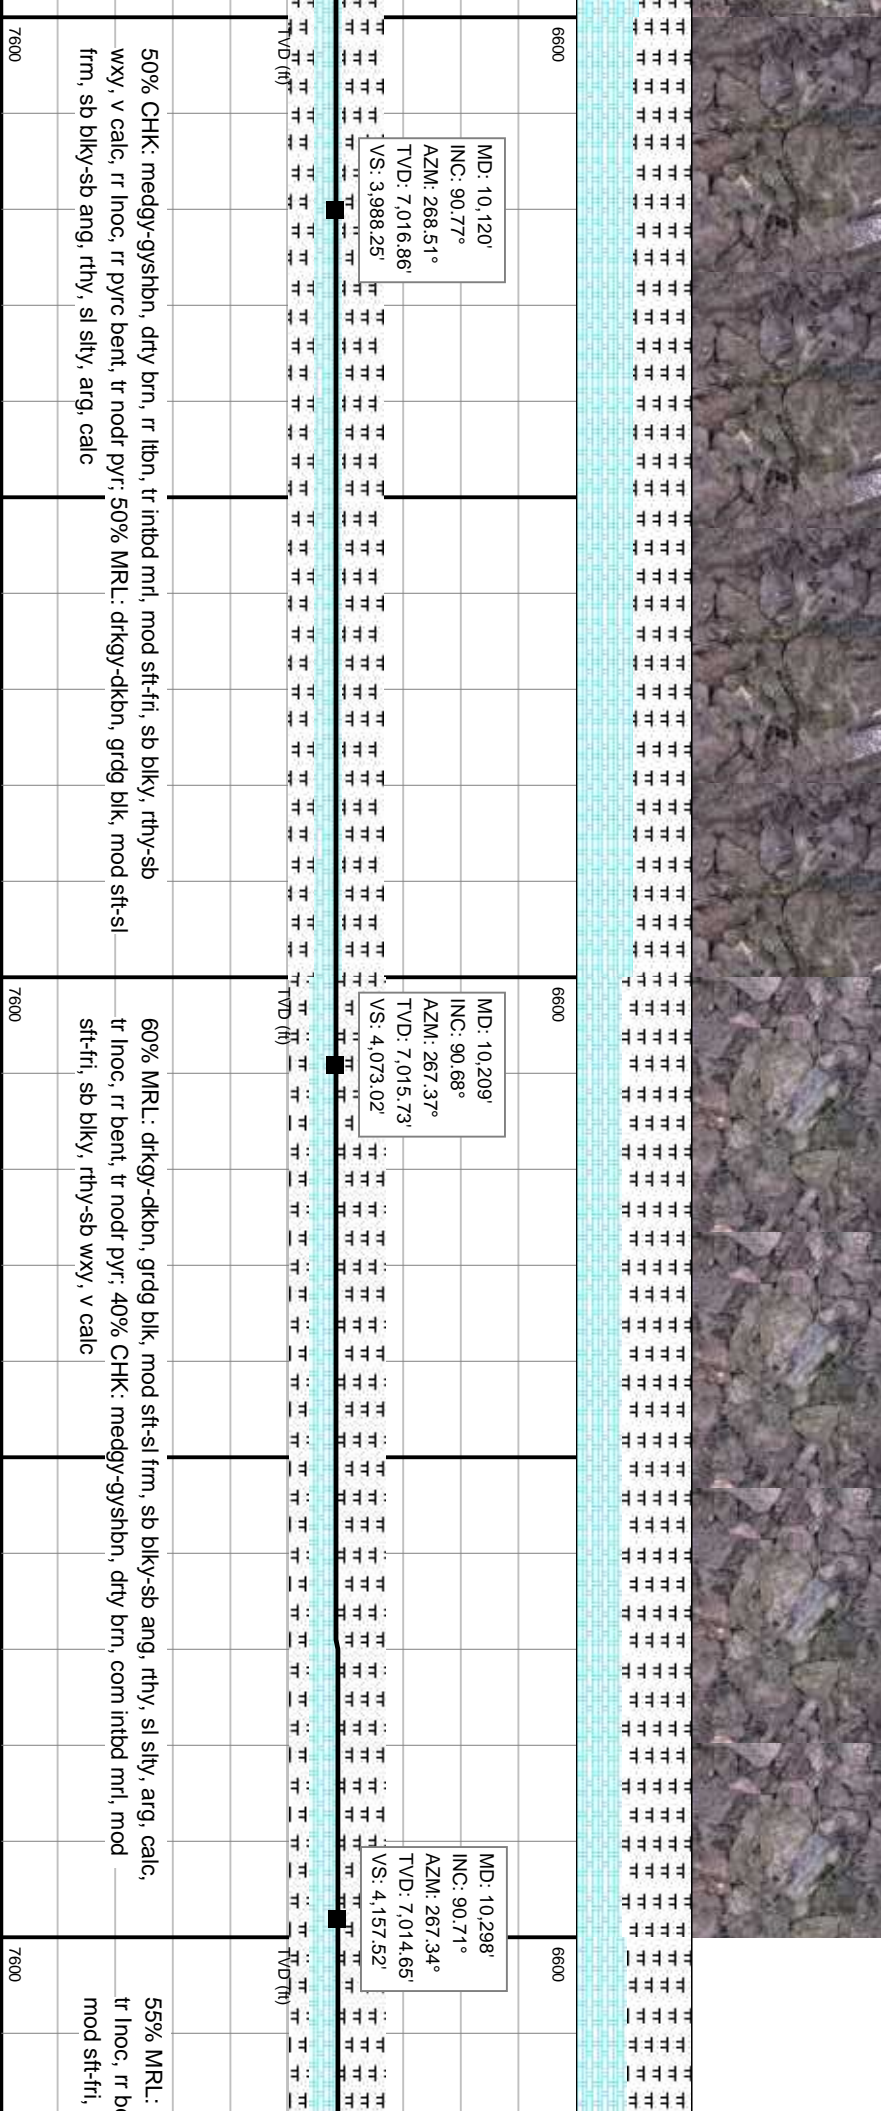 6600
TVD (ft)
7600
MD: 10,120'
INC: 90.77°
AZM: 268.51°
TVD: 7,016.86'
VS: 3,988.25'
50% CHK: medgy-gyshbn, drty brn, rr ltbn, tr intbd mrl, mod sft-fri, sb blky, rthy-sb
wxy, v calc, rr Inoc, rr pyrc bent, tr nodr pyr; 50% MRL: drkgy-dkbn, grdg blk, mod sft-sl
frm, sb blky-sb ang, rthy, sl slty, arg, calc
6600
TVD (ft)
7600
MD: 10,209'
INC: 90.68°
AZM: 267.37°
TVD: 7,015.73'
VS: 4,073.02'
60% MRL: drkgy-dkbn, grdg blk, mod sft-sl frm, sb blky-sb ang, rthy, sl slty, arg, calc,
tr Inoc, rr bent, tr nodr pyr; 40% CHK: medgy-gyshbn, drty brn, com intbd mrl, mod
sft-fri, sb blky, rthy-sb wxy, v calc
MD: 10,298'
INC: 90.71°
AZM: 267.34°
TVD: 7,014.65'
VS: 4,157.52'
6600
TVD (ft)
7600
55% MRL:
tr Inoc, rr
mod sft-fri,